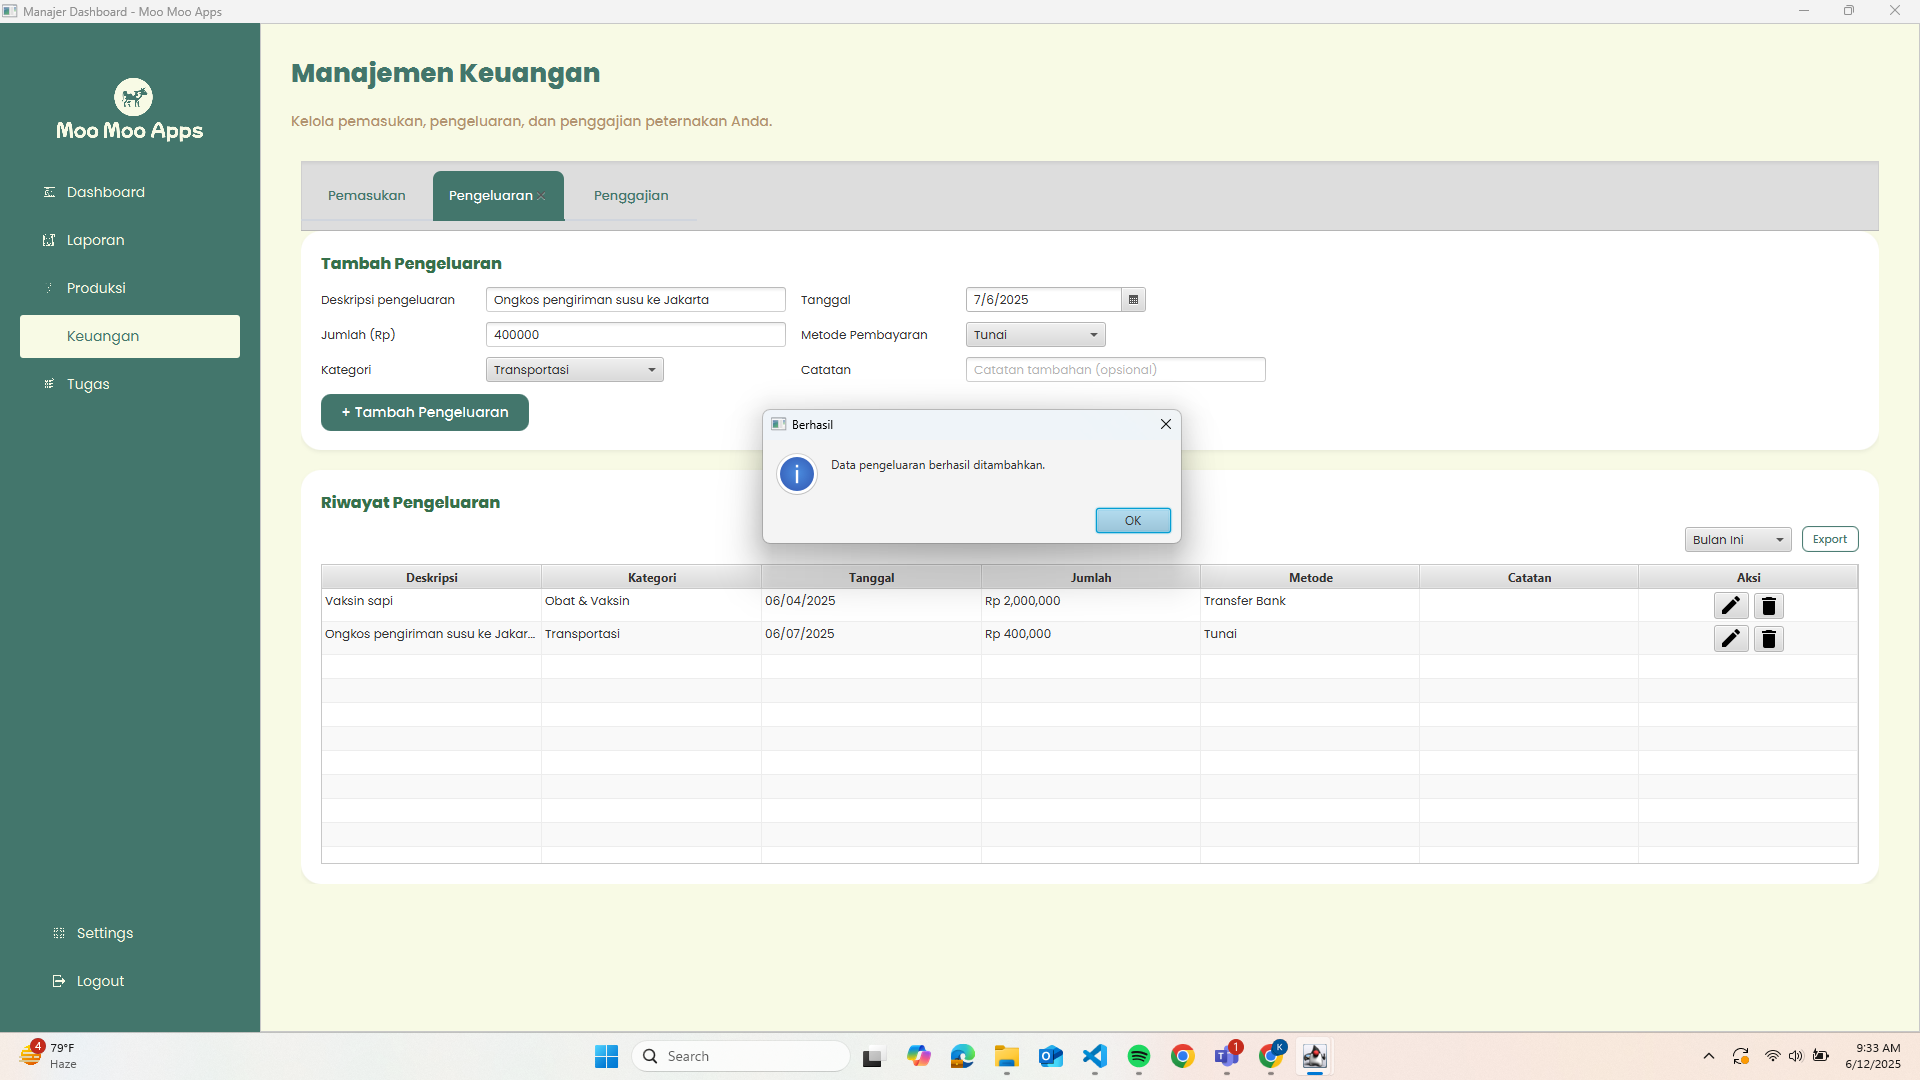 Manajer Dashboard - Moo Moo Apps
Moo Moo Apps
Dashboard
Laporan
Produksi
Keuangan
Tugas
Settings
Logout
Manajemen Keuangan
Kelola pemasukan, pengeluaran, dan penggajian peternakan Anda.
Pemasukan Pengeluaran Penggajian
Tambah Pengeluaran
Deskripsi pengeluaran Ongkos pengiriman susu ke Jakarta Tanggal 7/6/2025
Jumlah (Rp) 400000 Metode Pembayaran Tunai
Kategori Transportasi Catatan Catatan tambahan (opsional)
+ Tambah Pengeluaran
Berhasil
Data pengeluaran berhasil ditambahkan.
OK
Riwayat Pengeluaran
Bulan Ini Export
Deskripsi Kategori Tanggal Jumlah Metode Catatan Aksi
Vaksin sapi Obat & Vaksin 06/04/2025 Rp 2,000,000 Transfer Bank
Ongkos pengiriman susu ke Jakar... Transportasi 06/07/2025 Rp 400,000 Tunai
4
79°F
Haze
Search
1
K
9:33 AM
6/12/2025